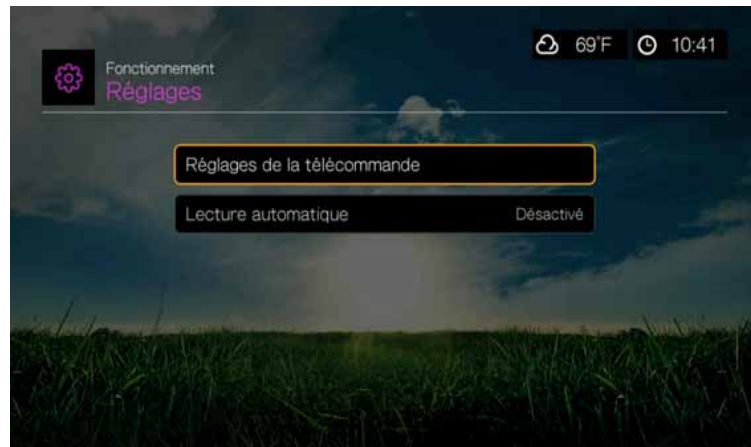 69°F 10:41
Fonctionnement
Réglages
Réglages de la télécommande
Lecture automatique Désactivé